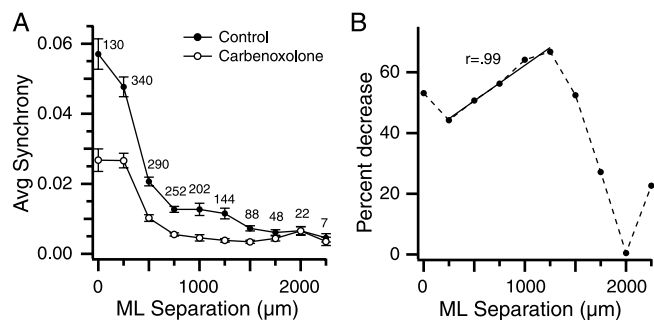 A
Control
Carbenoxolone
Avg Synchrony
0.06
0.04
0.02
0.00
130
340
290
252
202
144
88
48
22
7
0
1000
2000
ML Separation (µm)
B
r=.99
Percent decrease
60
40
20
0
0
1000
2000
ML Separation (µm)